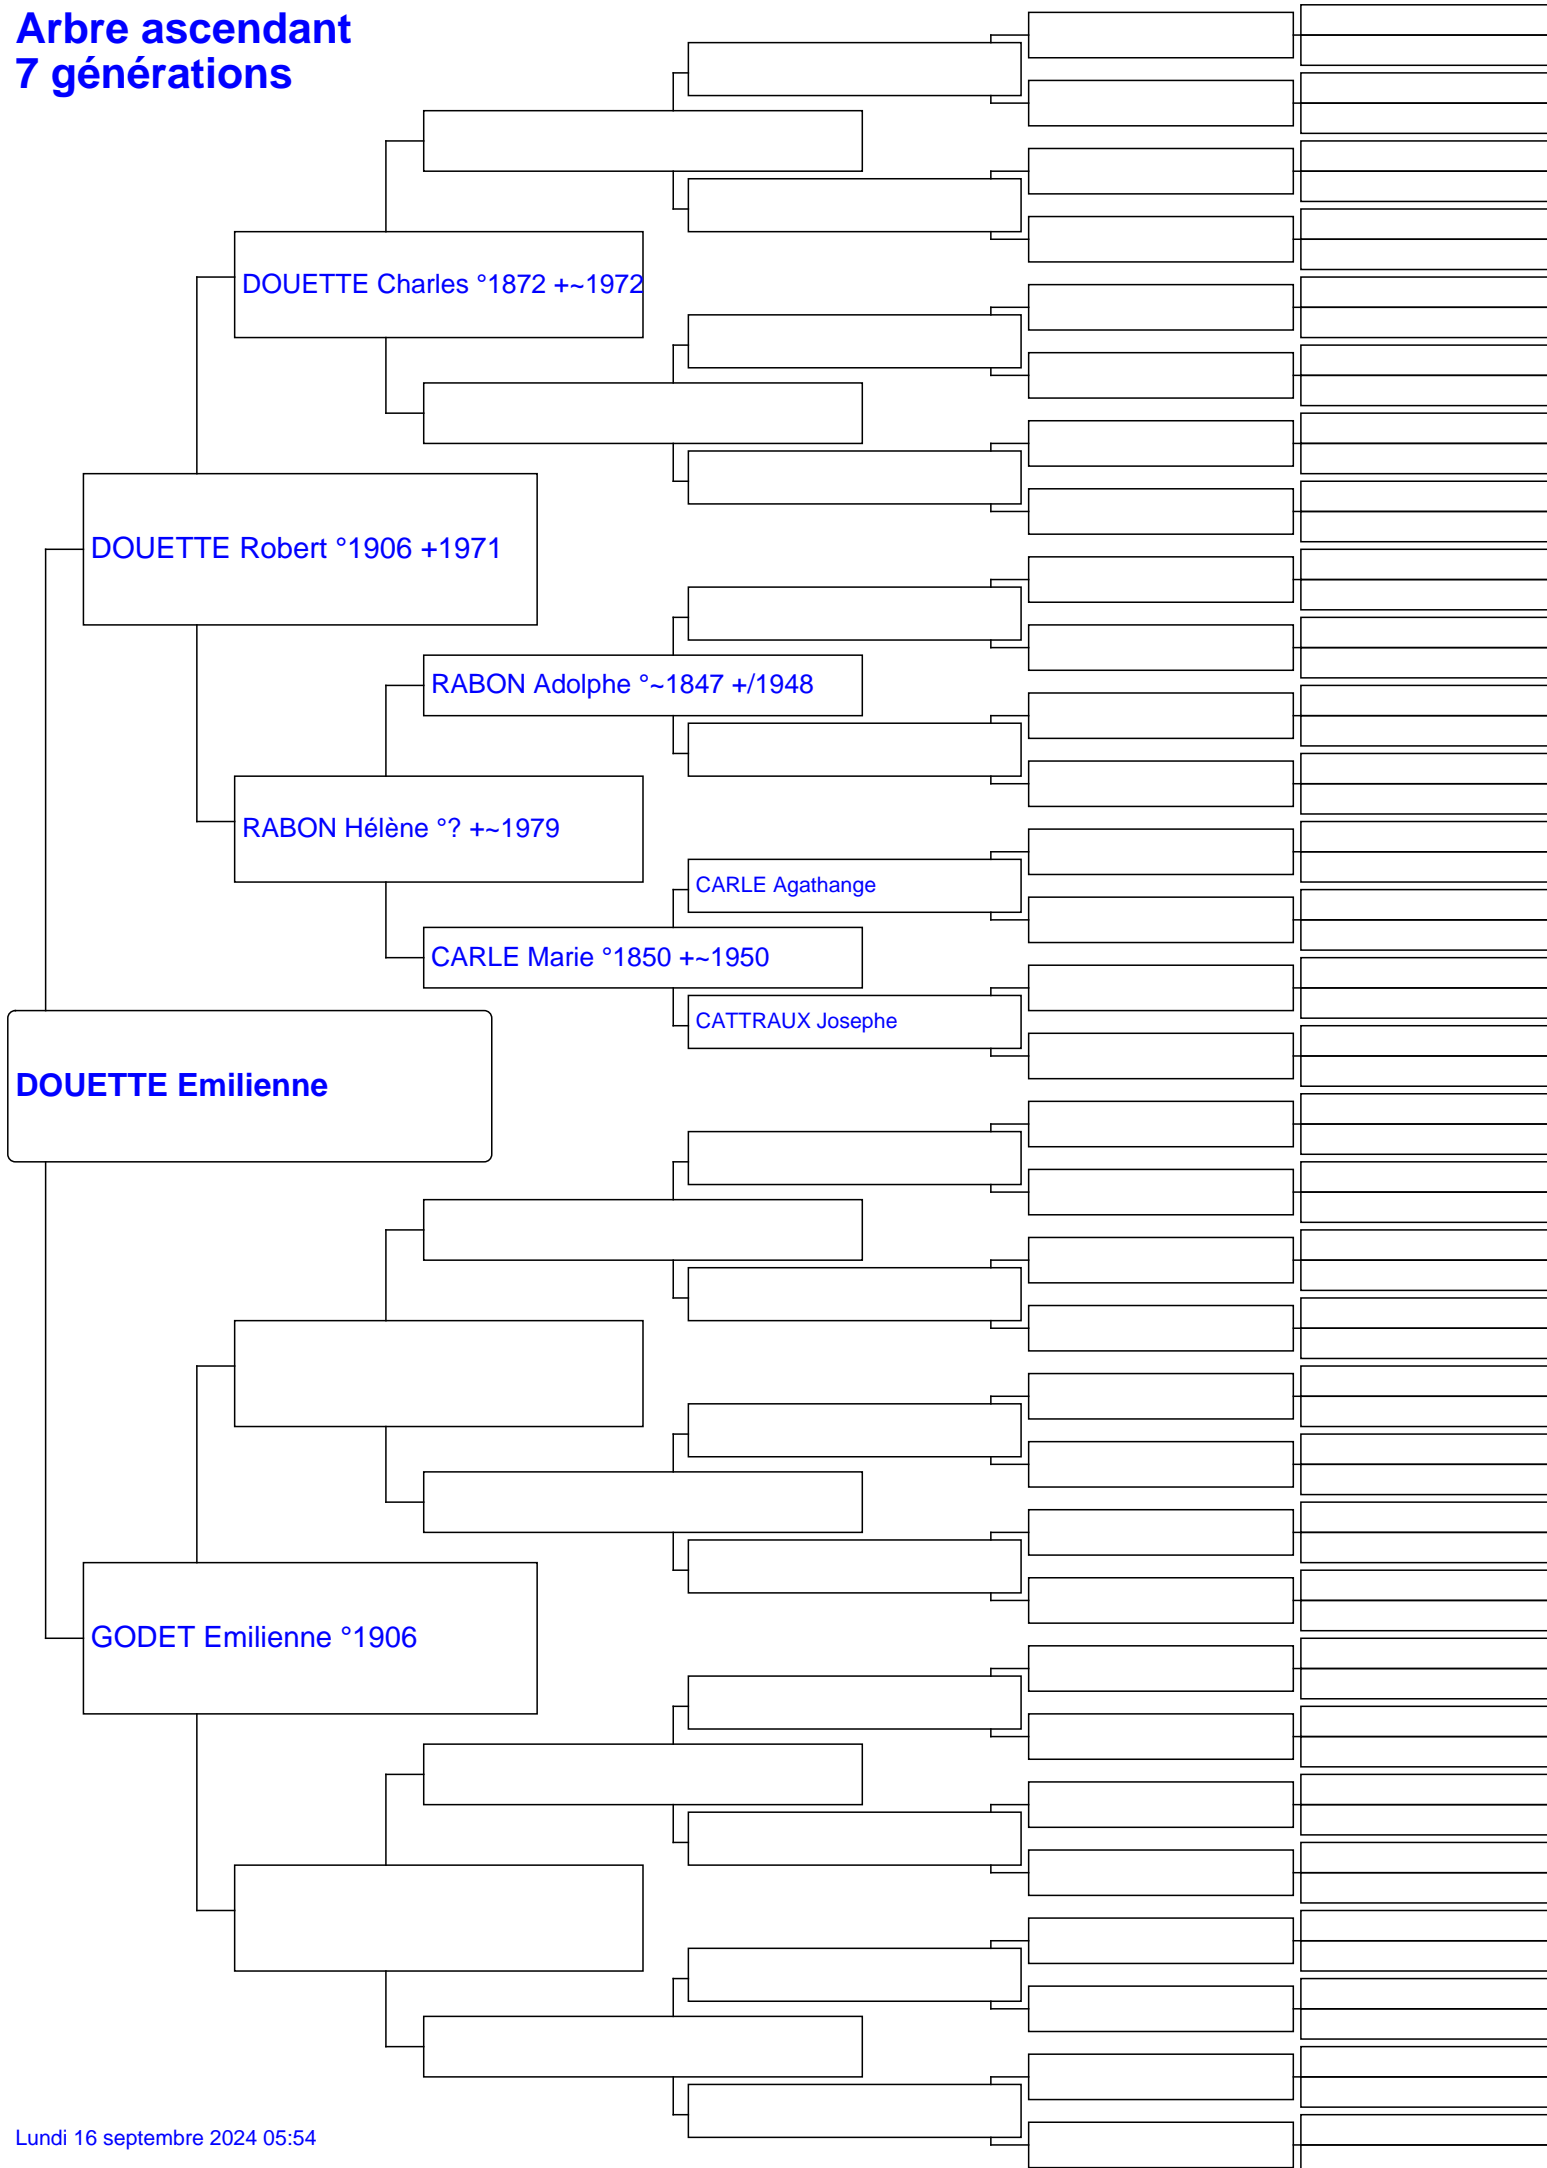 Arbre ascendant
7 générations
DOUETTE Charles °1872 +~1972
DOUETTE Robert °1906 +1971
RABON Adolphe °~1847 +/1948
RABON Hélène °? +~1979
CARLE Agathange
CARLE Marie °1850 +~1950
CATTRAUX Josephe
DOUETTE Emilienne
GODET Emilienne °1906
Lundi 16 septembre 2024 05:54